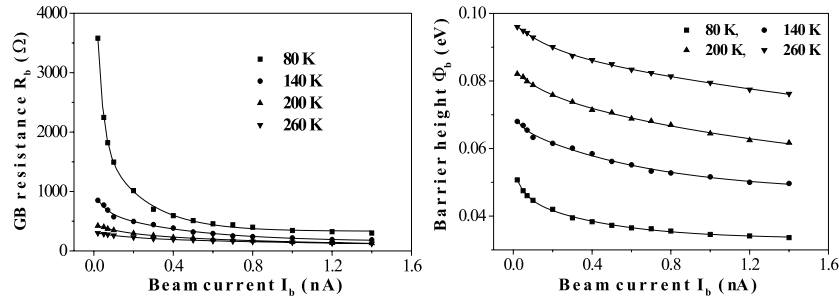 GB resistance R_b (Ω)
4000
3000
2000
1000
0
80 K
140 K
200 K
260 K
0.0 0.4 0.8 1.2 1.6
Beam current I_b (nA)
Barrier height Φ_b (eV)
0.10
0.08
0.06
0.04
80 K, 140 K
200 K, 260 K
0.0 0.4 0.8 1.2 1.6
Beam current I_b (nA)